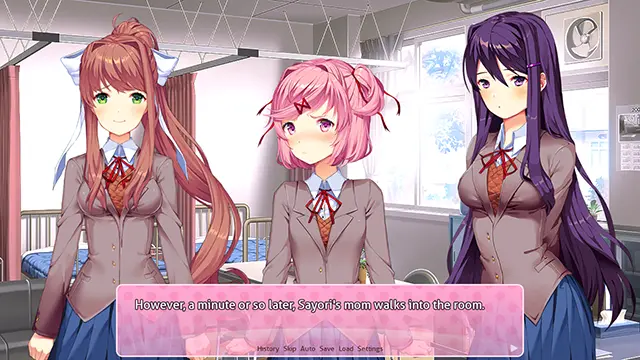 However, a minute or so later, Sayori's mom walks into the room.
History Skip Auto Save Load Settings